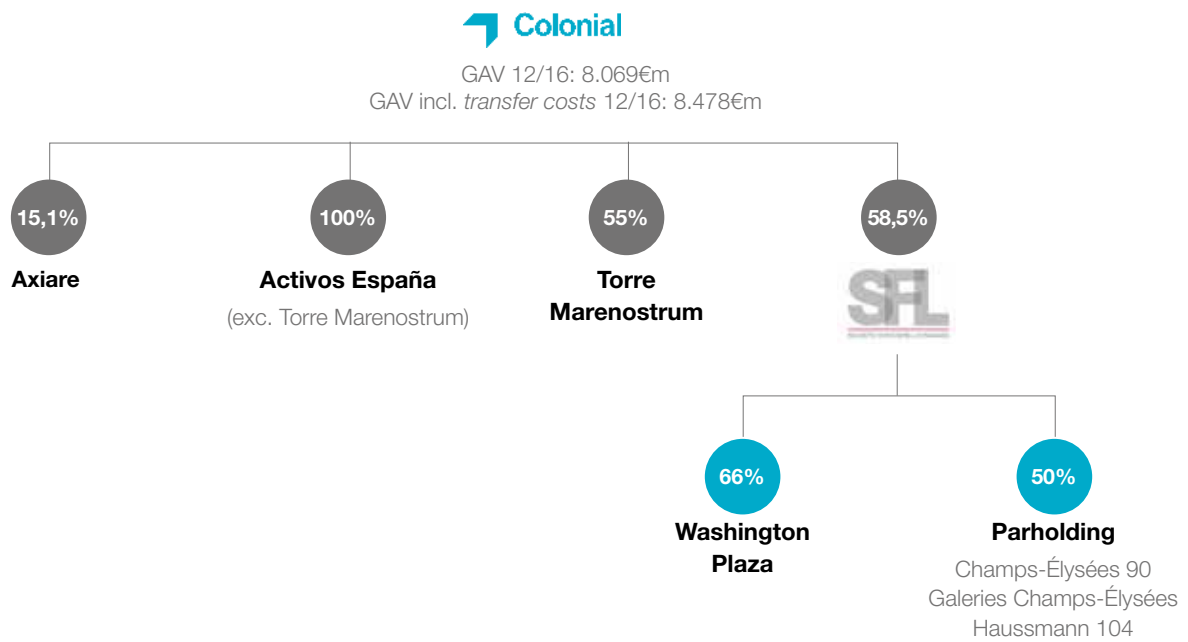 Colonial
GAV 12/16: 8.069€m
GAV incl. transfer costs 12/16: 8.478€m
15,1%
100%
55%
58,5%
Axiare
Activos España
(exc. Torre Marenostrum)
Torre
Marenostrum
SFL
66%
50%
Washington
Plaza
Parholding
Champs-Élysées 90
Galeries Champs-Élysées
Haussmann 104